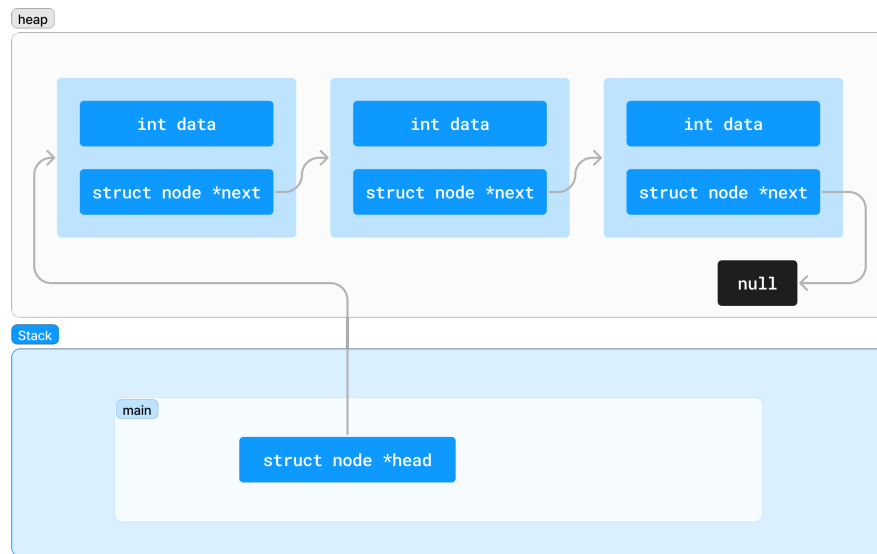 heap
int data
int data
int data
struct node *next
struct node *next
struct node *next
null
Stack
main
struct node *head